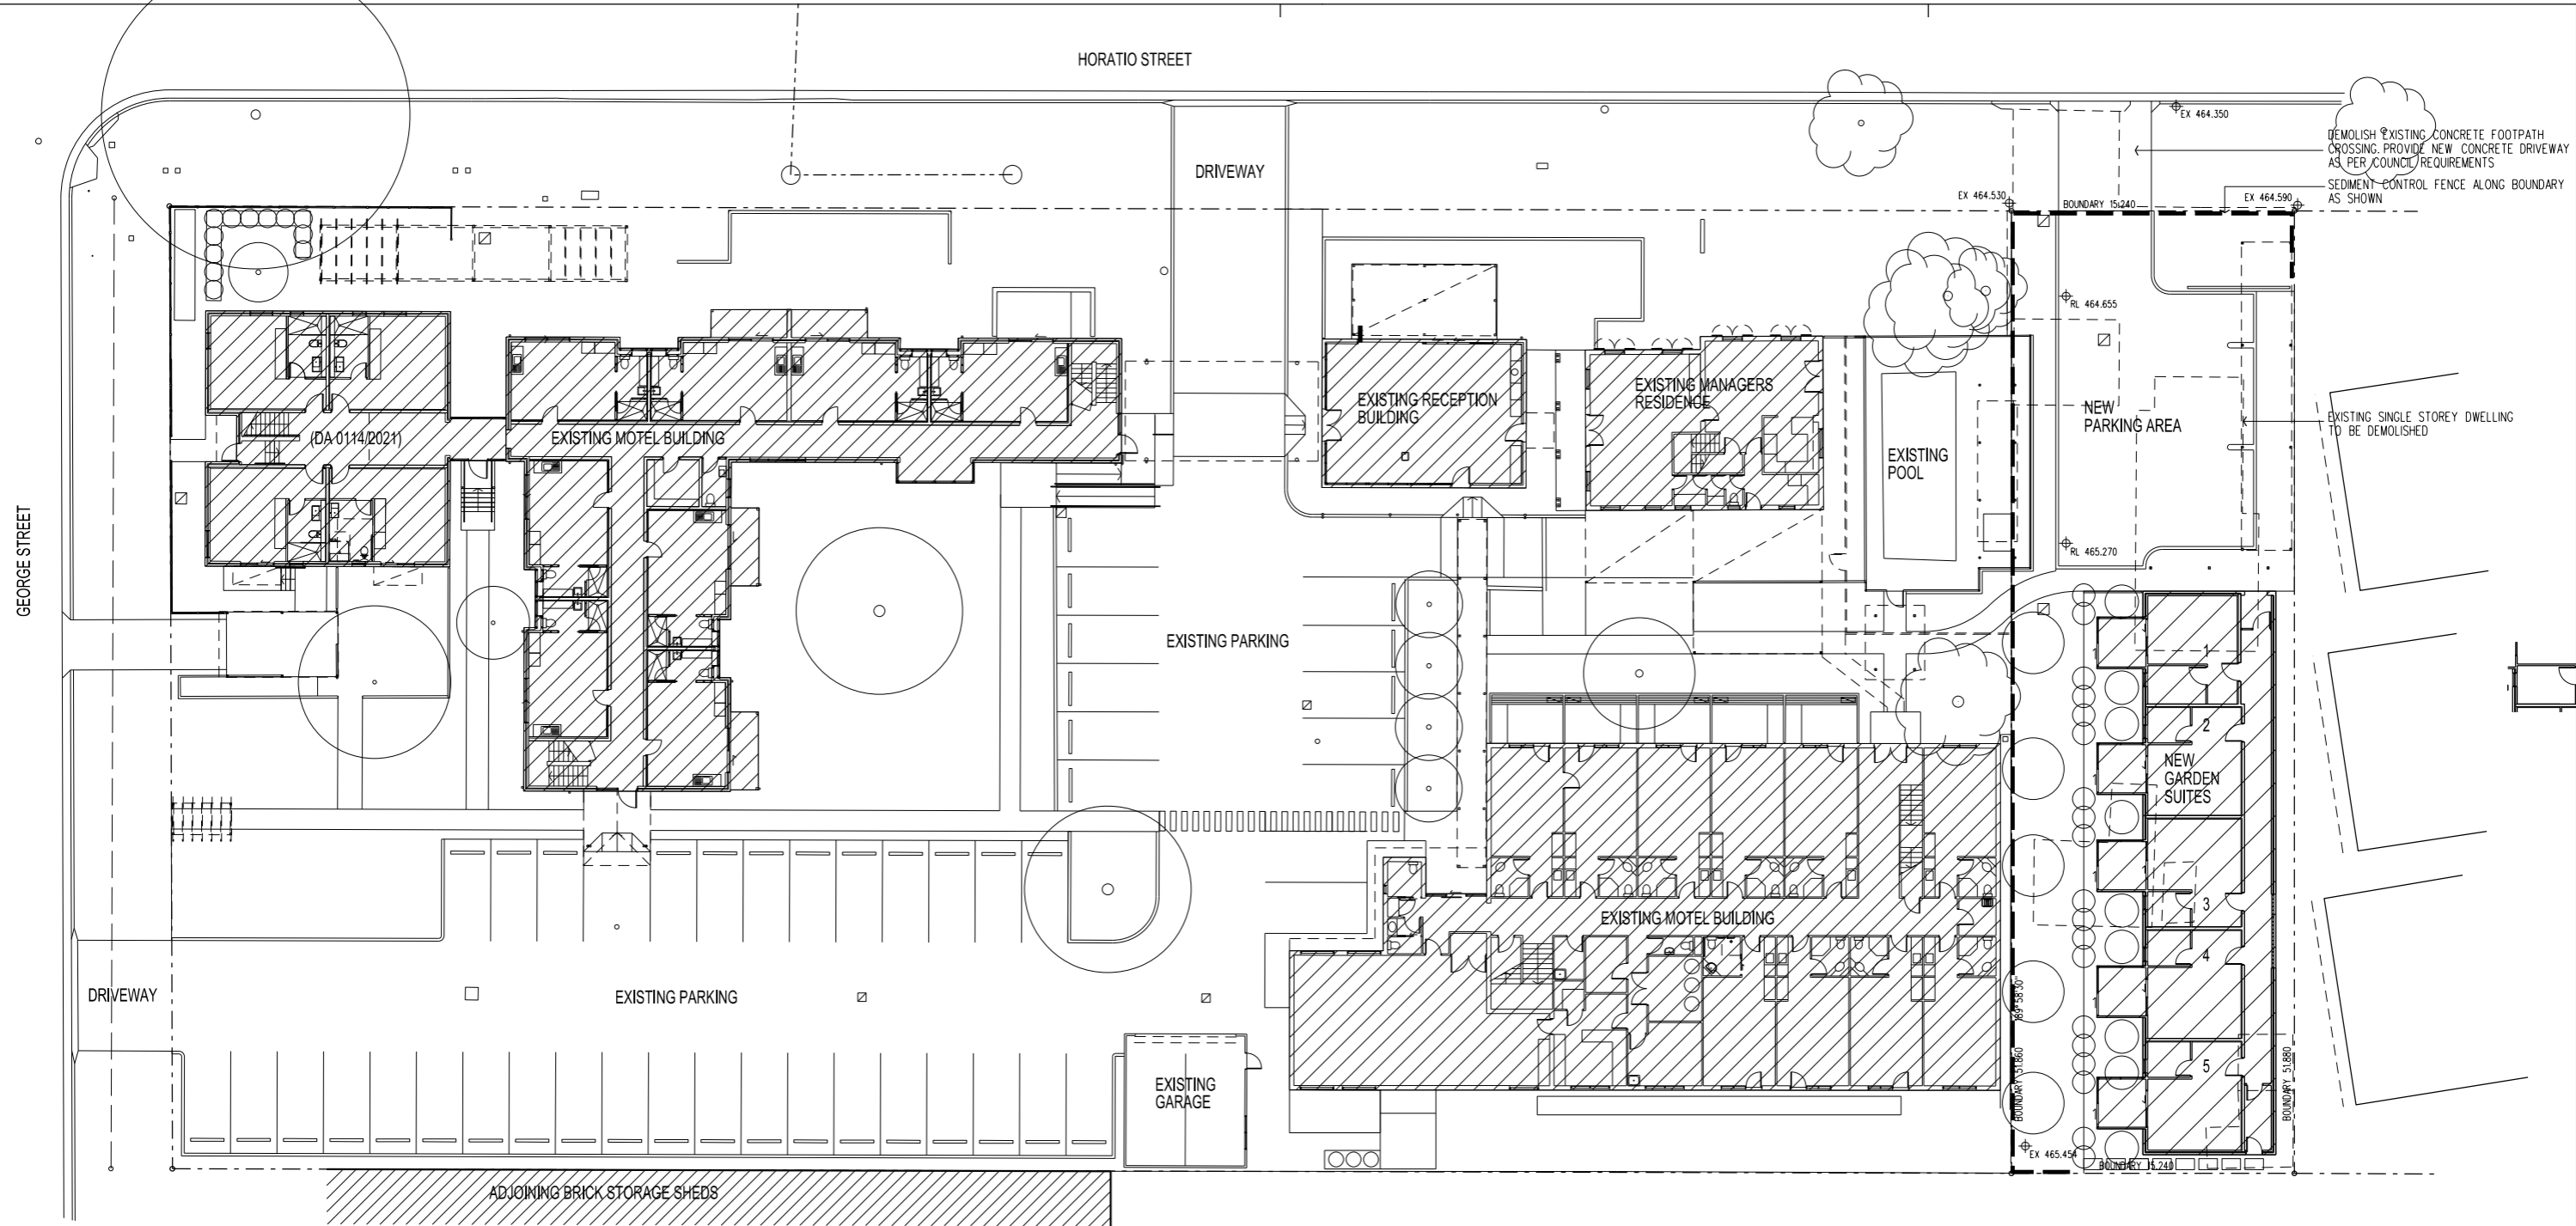 HORATIO STREET
EX 464.350
DEMOLISH EXISTING CONCRETE FOOTPATH
CROSSING. PROVIDE NEW CONCRETE DRIVEWAY
AS PER COUNCIL REQUIREMENTS
DRIVEWAY
SEDIMENT CONTROL FENCE ALONG BOUNDARY
AS SHOWN
EX 464.530
BOUNDARY 15.240
EX 464.590
RL 464.655
EXISTING MANAGERS
RESIDENCE
EXISTING RECEPTION
BUILDING
NEW
PARKING AREA
EXISTING SINGLE STOREY DWELLING
TO BE DEMOLISHED
(DA 0114/2021)
EXISTING MOTEL BUILDING
EXISTING
POOL
GEORGE STREET
RL 465.270
EXISTING PARKING
1
2
NEW
GARDEN
SUITES
3
EXISTING MOTEL BUILDING
4
DRIVEWAY
EXISTING PARKING
189°58'30"
BOUNDARY 51.860
5
BOUNDARY 51.880
EXISTING
GARAGE
EX 465.454
BOUNDARY 15.240
ADJOINING BRICK STORAGE SHEDS